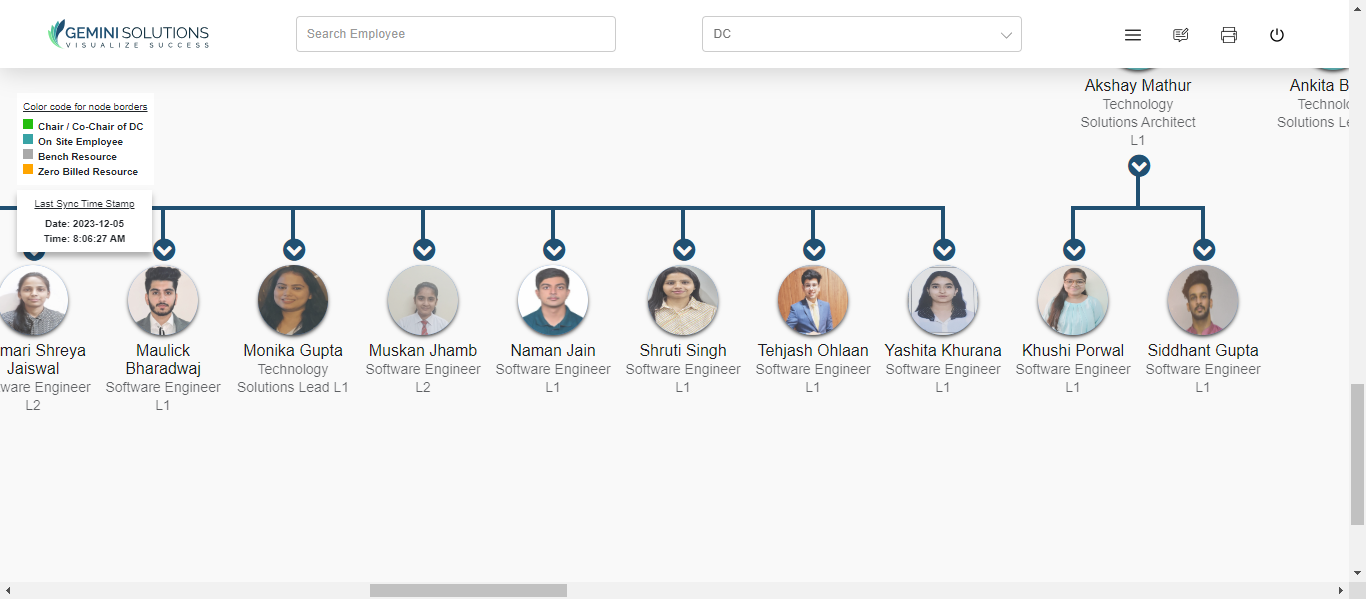 GEMINI SOLUTIONS
VISUALIZE SUCCESS
Search Employee
DC
Color code for node borders
Chair / Co-Chair of DC
On Site Employee
Bench Resource
Zero Billed Resource
Last Sync Time Stamp
Date: 2023-12-05
Time: 8:06:27 AM
Akshay Mathur
Technology
Solutions Architect
L1
Ankita B
Solutions
mari Shreya
Jaiswal
ware Engineer
L2
Maulick
Bharadwaj
Software Engineer
L1
Monika Gupta
Technology
Solutions Lead L1
Muskan Jhamb
Software Engineer
L2
Naman Jain
Software Engineer
L1
Shruti Singh
Software Engineer
L1
Tehjash Ohlaan
Software Engineer
L1
Yashita Khurana
Software Engineer
L1
Khushi Porwal
Software Engineer
L1
Siddhant Gupta
Software Engineer
L1